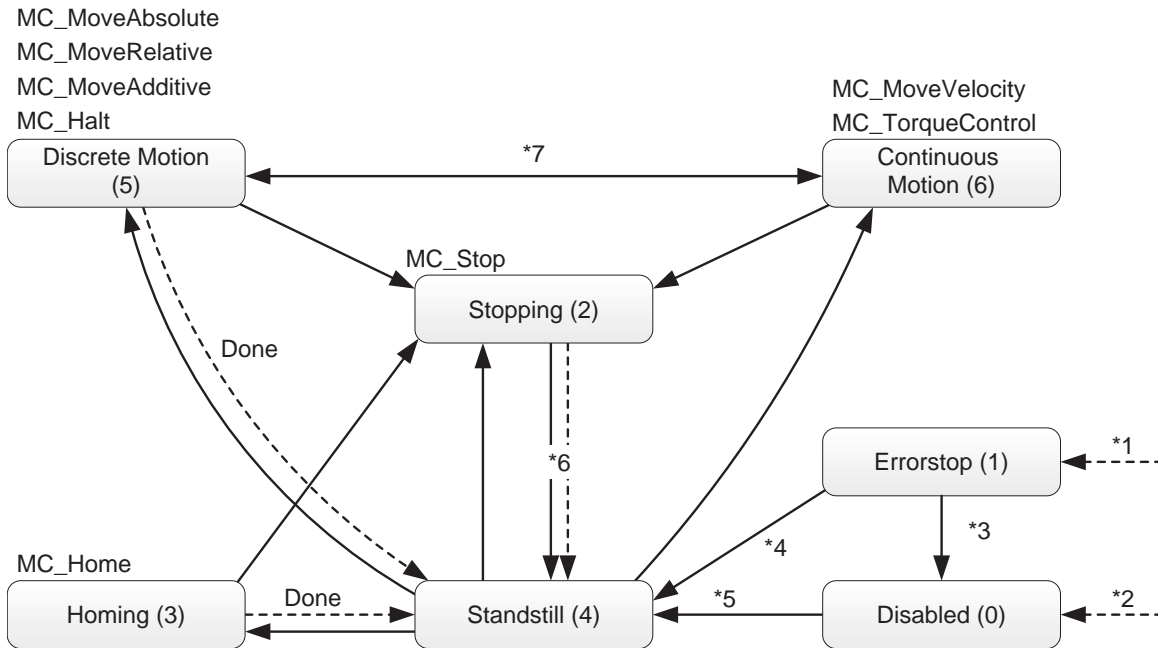 MC_MoveAbsolute
MC_MoveRelative
MC_MoveAdditive
MC_Halt
Discrete Motion
(5)
*7
MC_MoveVelocity
MC_TorqueControl
Continuous
Motion (6)
MC_Stop
Stopping (2)
Done
*6
Errorstop (1)
*1
*3
*4
MC_Home
Homing (3)
Done
Standstill (4)
*5
Disabled (0)
*2